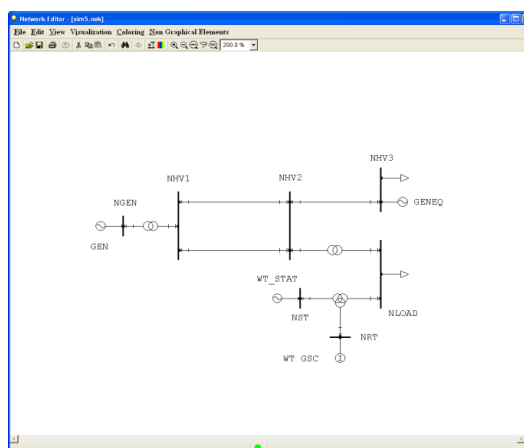 Network Editor - [slm5.nek]
File Edit View Visualization Coloring Non Graphical Elements
200.0 %
NHV3
NHV1
NHV2
NGEN
GENEQ
GEN
WT_STAT
NLOAD
NST
NRT
WT GSC